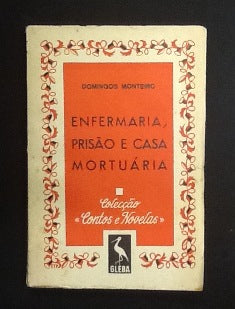 DOMINGOS MONTEIRO
ENFERMARIA,
PRISÃO E CASA
MORTUÁRIA
Colecção
«Contos e Novelas»
GLEBA